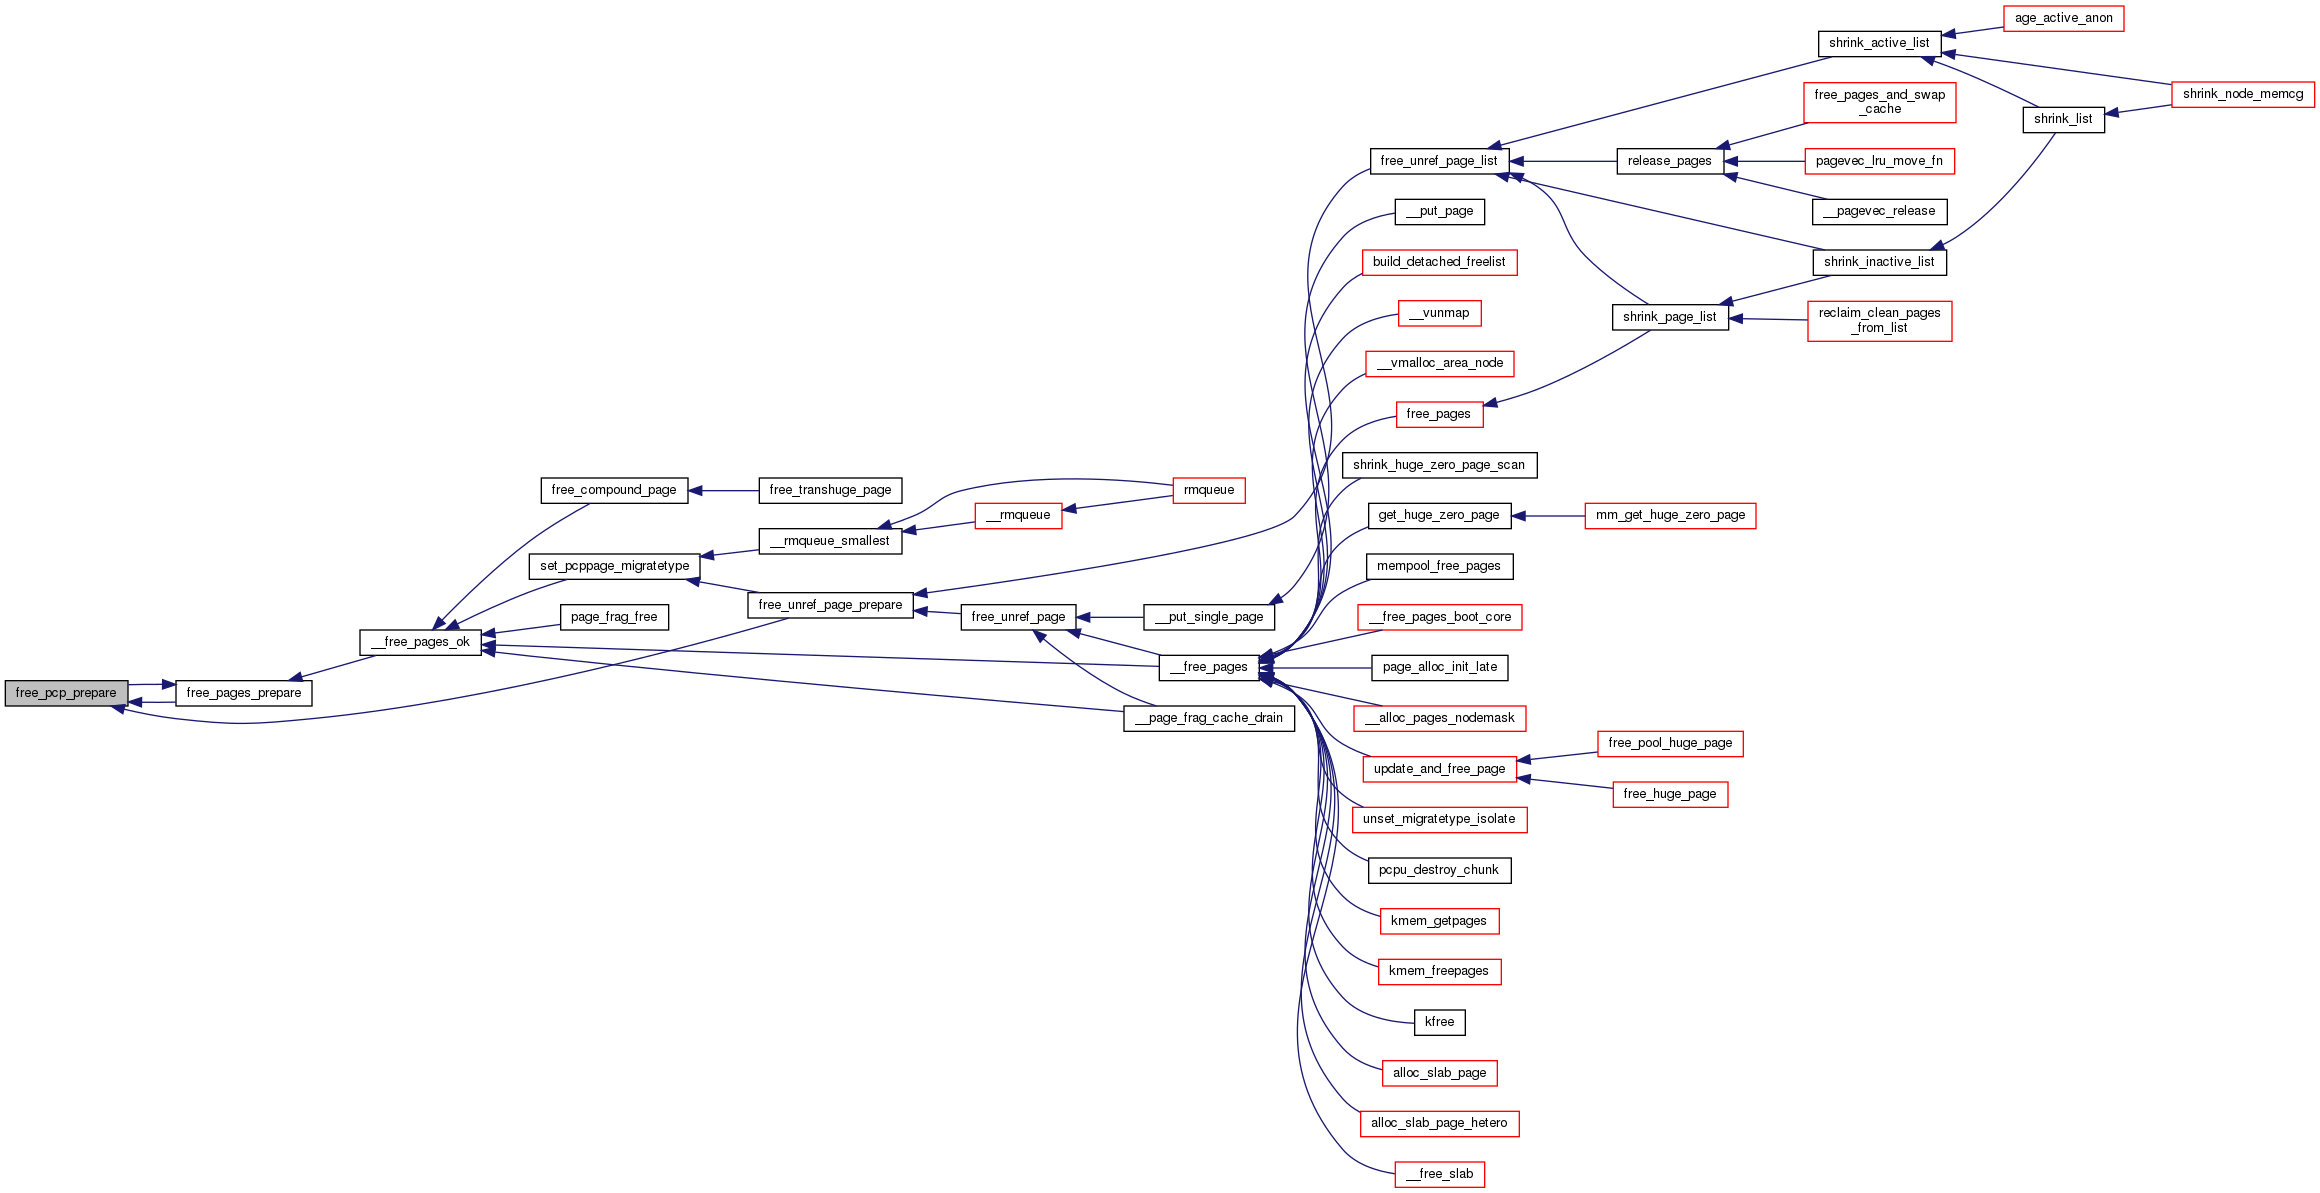 age_active_anon
shrink_active_list
free_pages_and_swap
_cache
shrink_node_memcg
shrink_list
free_unref_page_list
release_pages
pagevec_lru_move_fn
__put_page
__pagevec_release
build_detached_freelist
shrink_inactive_list
__vunmap
shrink_page_list
reclaim_clean_pages
_from_list
__vmalloc_area_node
free_pages
shrink_huge_zero_page_scan
free_compound_page
free_transhuge_page
rmqueue
__rmqueue
get_huge_zero_page
mm_get_huge_zero_page
__rmqueue_smallest
set_pcppage_migratetype
mempool_free_pages
free_unref_page_prepare
page_frag_free
free_unref_page
__put_single_page
__free_pages_boot_core
__free_pages_ok
__free_pages
page_alloc_init_late
free_pcp_prepare
free_pages_prepare
__page_frag_cache_drain
__alloc_pages_nodemask
free_pool_huge_page
update_and_free_page
free_huge_page
unset_migratetype_isolate
pcpu_destroy_chunk
kmem_getpages
kmem_freepages
kfree
alloc_slab_page
alloc_slab_page_hetero
__free_slab